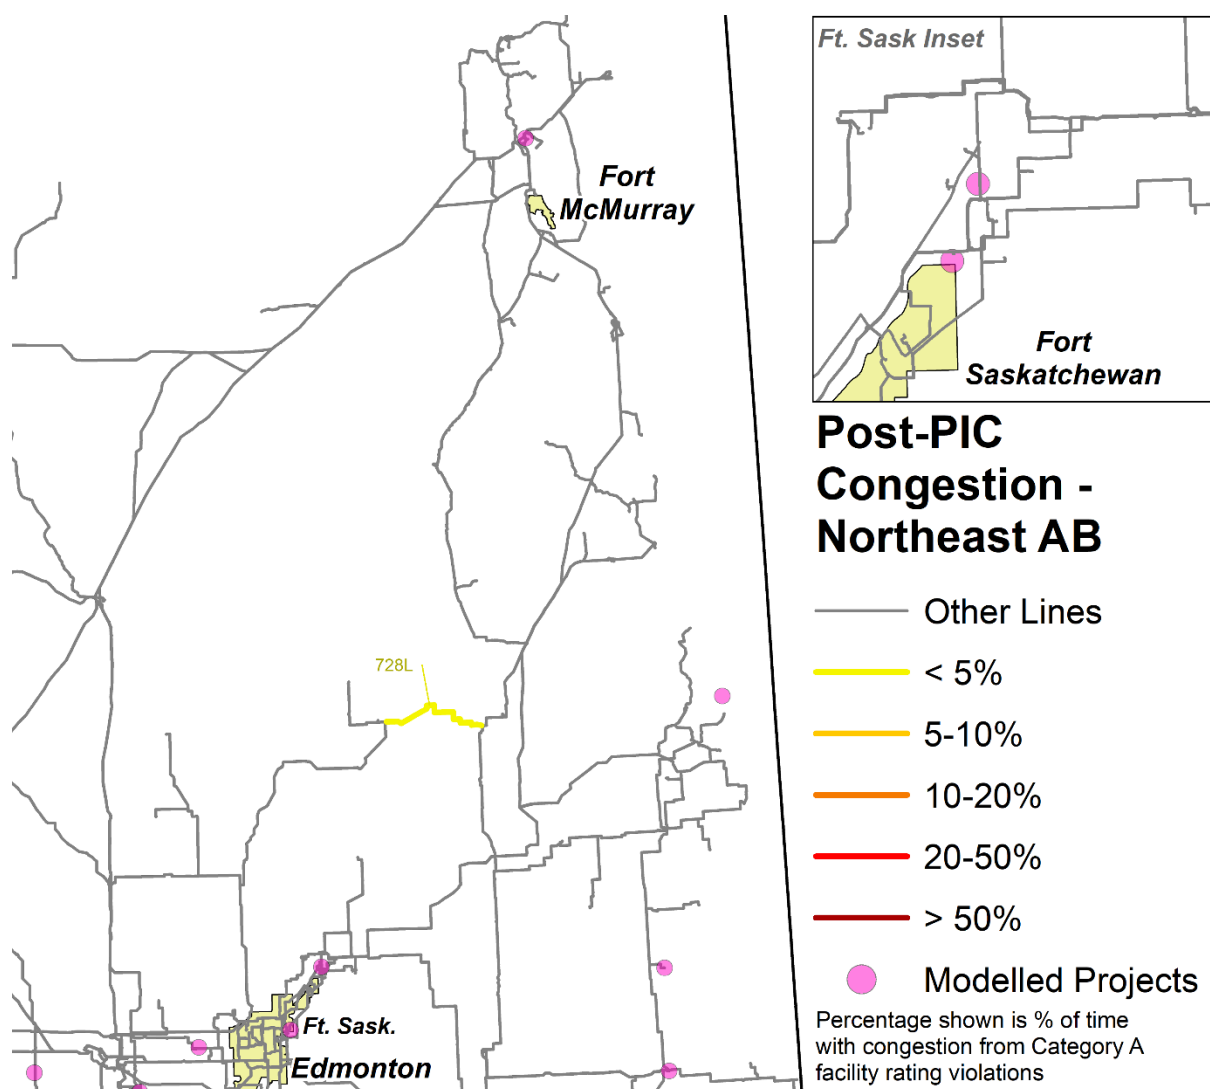 Ft. Sask Inset
Fort
McMurray
Fort
Saskatchewan
Post-PIC
Congestion -
Northeast AB
Other Lines
728L
< 5%
5-10%
10-20%
20-50%
> 50%
Modelled Projects
Percentage shown is % of time
with congestion from Category A
facility rating violations
Ft. Sask.
Edmonton